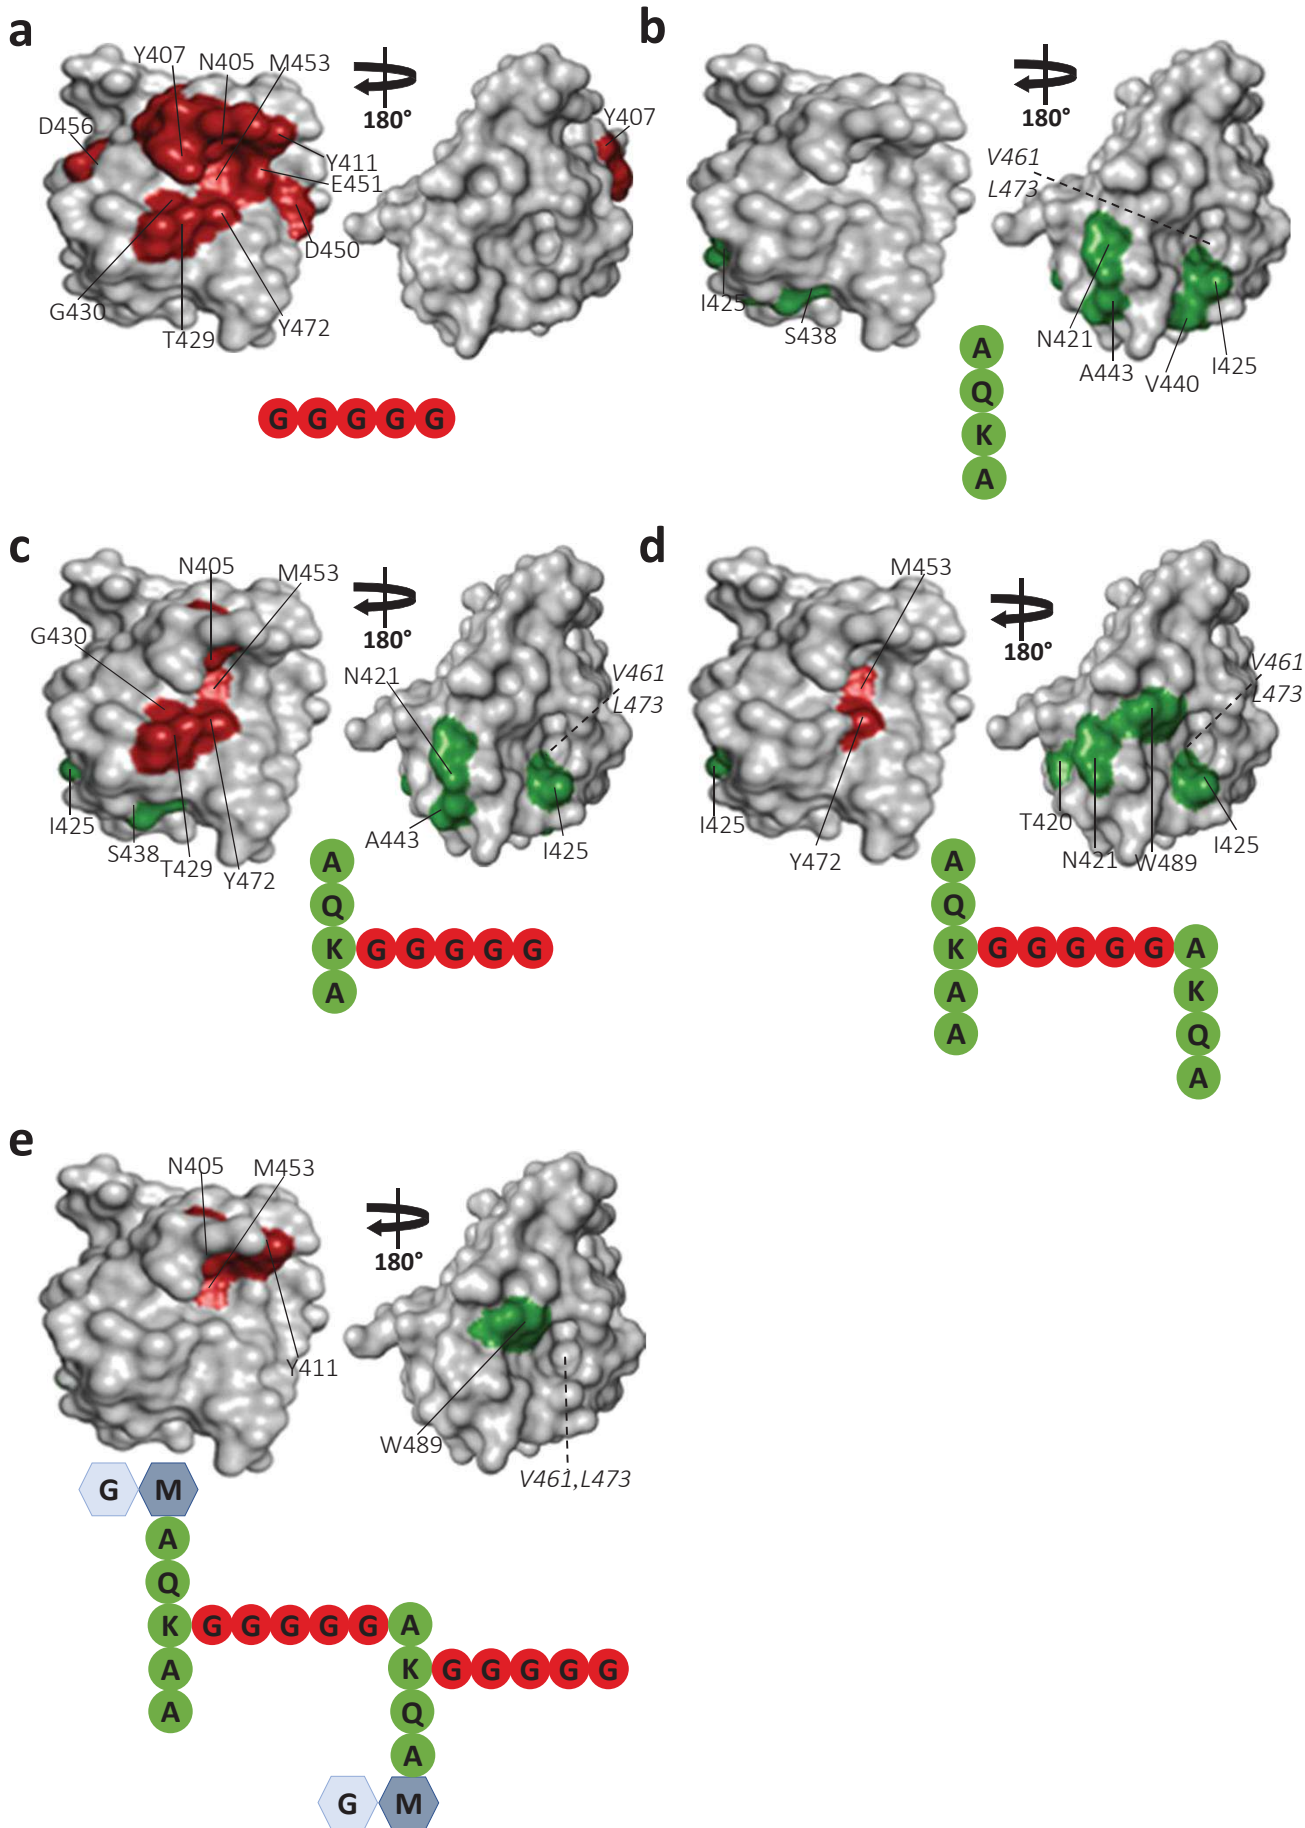 a
Y407
N405
M453
D456
180°
Y407
Y411
E451
D450
G430
T429
Y472
G G G G G
b
180°
V461
L473
I425
S438
N421
A443
V440
I425
A
Q
K
A
c
N405
M453
G430
180°
N421
V461
L473
I425
S438
T429
Y472
A443
I425
A
Q
K G G G G G
A
d
M453
180°
V461
L473
I425
Y472
T420
N421
W489
I425
A
Q
K G G G G G A
A K
A Q
A
e
N405
M453
180°
Y411
W489
V461,L473
G M
A
Q
K G G G G G A
A K G G G G G
A Q
A
G M